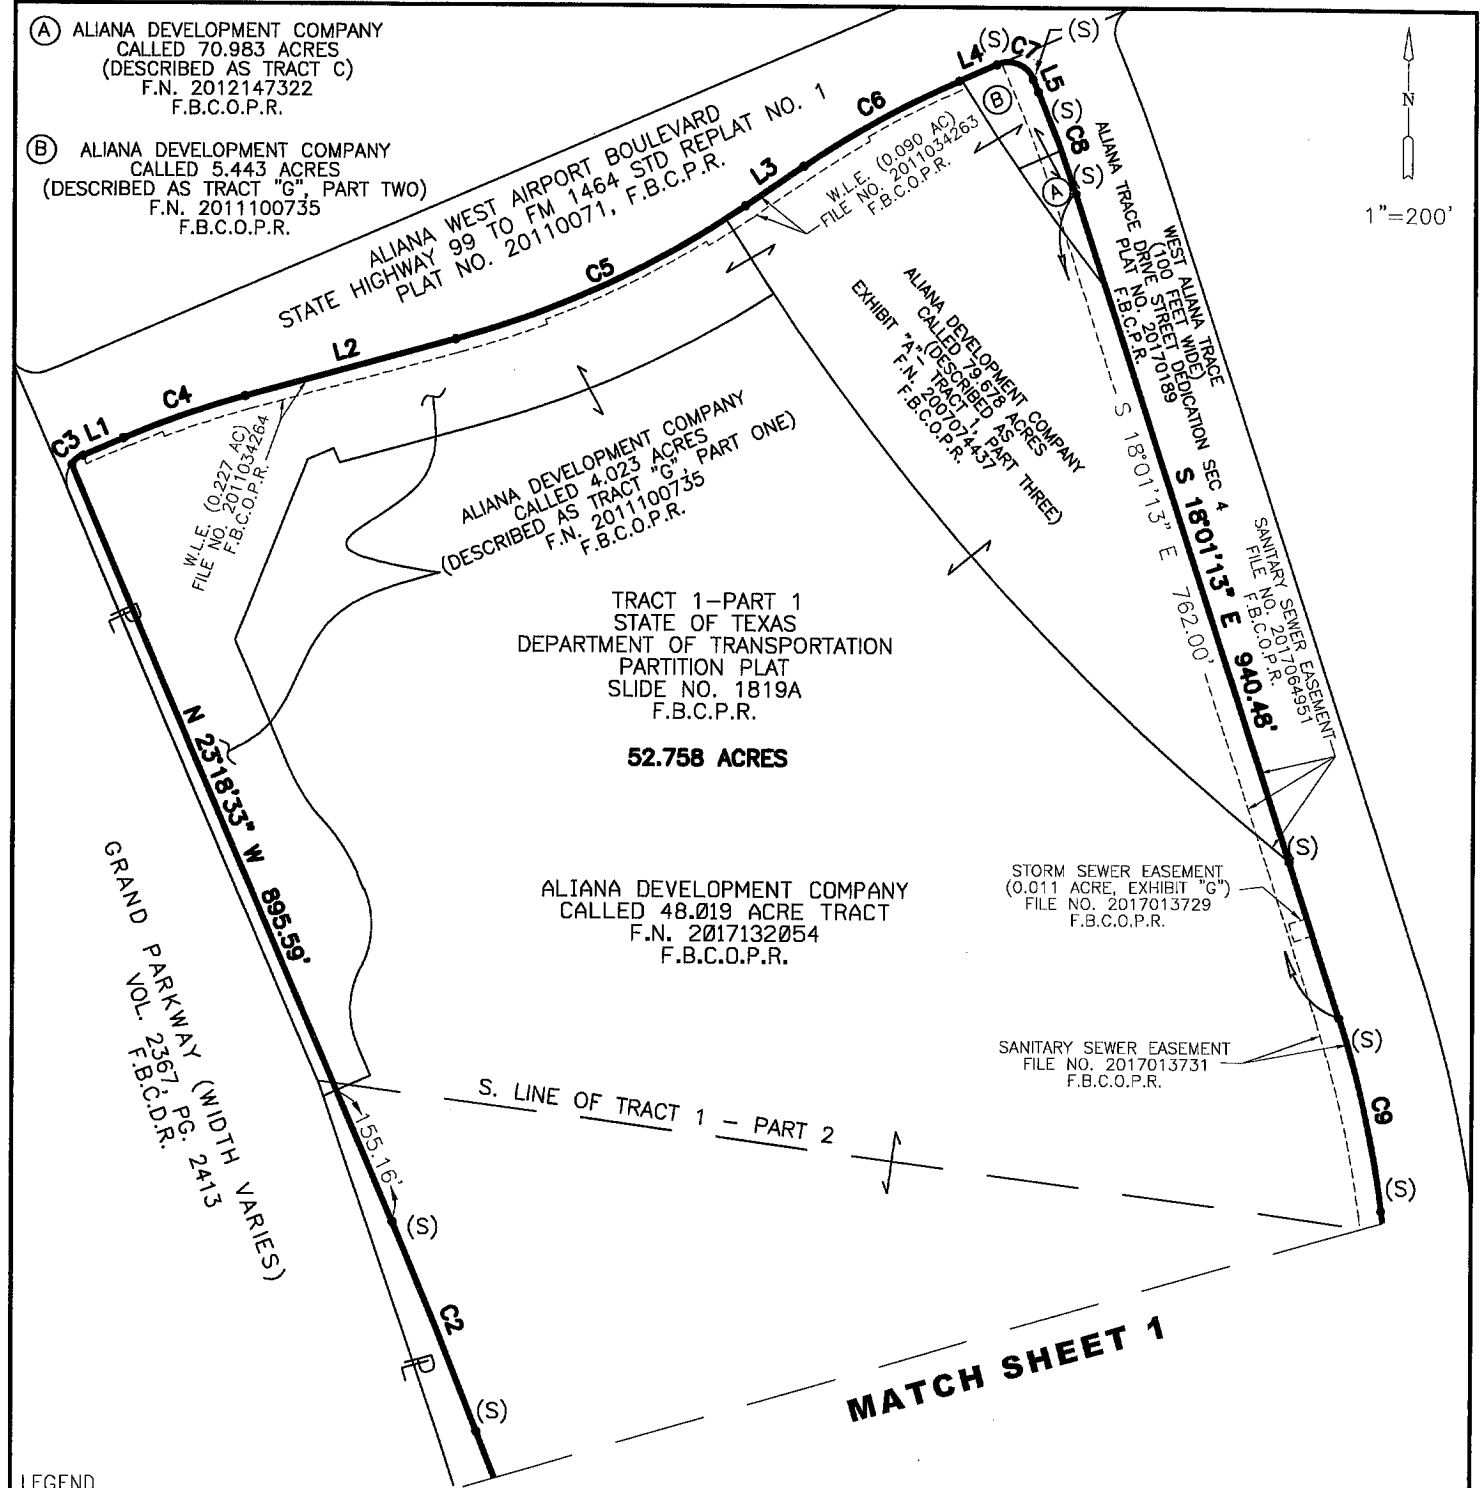 (A) ALIANA DEVELOPMENT COMPANY
CALLED 70.983 ACRES
(DESCRIBED AS TRACT C)
F.N. 2012147322
F.B.C.O.P.R.
(B) ALIANA DEVELOPMENT COMPANY
CALLED 5.443 ACRES
(DESCRIBED AS TRACT "G", PART TWO)
F.N. 2011100735
F.B.C.O.P.R.
ALIANA WEST AIRPORT BOULEVARD
STATE HIGHWAY 99 TO FM 1464 STD REPLAT NO. 1
PLAT NO. 20110071, F.B.C.P.R.
N
1"=200'
C3
L1
C4
L2
C5
L3
C6
L4
(S)
C7
(S)
L5
(S)
C8
(S)
(B)
(A)
W.L.E. (0.090 AC)
FILE NO. 2011034263
F.B.C.O.P.R.
W.L.E. (0.227 AC)
FILE NO. 2011034264
F.B.C.O.P.R.
WEST ALIANA TRACE
(100 FEET WIDE)
ALIANA TRACE DRIVE STREET DEDICATION SEC 4
PLAT NO. 20170189
F.B.C.P.R.
ALIANA DEVELOPMENT COMPANY
CALLED 79.678 ACRES
(DESCRIBED AS
EXHIBIT "A"- TRACT 1, PART THREE)
F.N. 2007074437
F.B.C.O.P.R.
ALIANA DEVELOPMENT COMPANY
CALLED 4.023 ACRES
(DESCRIBED AS TRACT "G", PART ONE)
F.N. 2011100735
F.B.C.O.P.R.
S 18°01'13" E 762.00'
S 18°01'13" E 940.48'
SANITARY SEWER EASEMENT
FILE NO. 2017064951
F.B.C.O.P.R.
TRACT 1-PART 1
STATE OF TEXAS
DEPARTMENT OF TRANSPORTATION
PARTITION PLAT
SLIDE NO. 1819A
F.B.C.P.R.
52.758 ACRES
N 23°18'33" W 895.59'
ALIANA DEVELOPMENT COMPANY
CALLED 48.019 ACRE TRACT
F.N. 2017132054
F.B.C.O.P.R.
(S)
STORM SEWER EASEMENT
(0.011 ACRE, EXHIBIT "G")
FILE NO. 2017013729
F.B.C.O.P.R.
GRAND PARKWAY (WIDTH VARIES)
VOL. 2367, PG. 2413
F.B.C.D.R.
(S)
SANITARY SEWER EASEMENT
FILE NO. 2017013731
F.B.C.O.P.R.
S. LINE OF TRACT 1 - PART 2
C9
155.16'
(S)
(S)
C2
(S)
MATCH SHEET 1
LEGEND